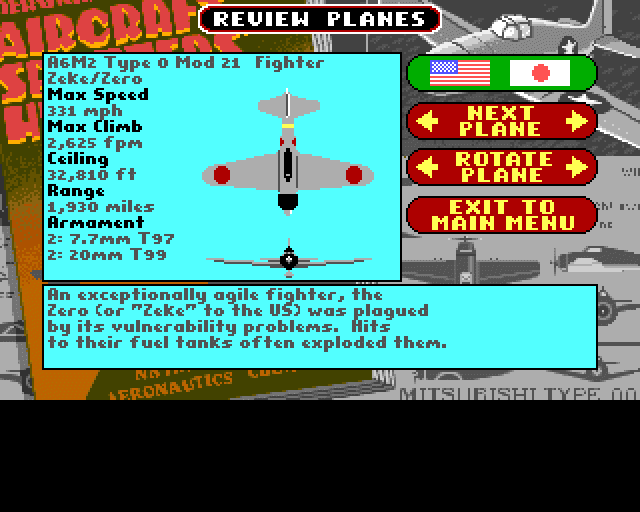 REVIEW PLANES
AIRCRAFT
A6M2 Type 0 Mod 21 Fighter
Zeke/Zero
Max Speed
331 mph
Max Climb
2,625 fpm
Ceiling
32,810 ft
Range
1,930 miles
Armament
2: 7.7mm T97
2: 20mm T99
NEXT
PLANE
ROTATE
PLANE
EXIT TO
MAIN MENU
An exceptionally agile fighter, the
Zero (or "Zeke" to the US) was plagued
by its vulnerability problems. Hits
to their fuel tanks often exploded them.
AERONAUTICS
MITSUBISHI TYPE 00